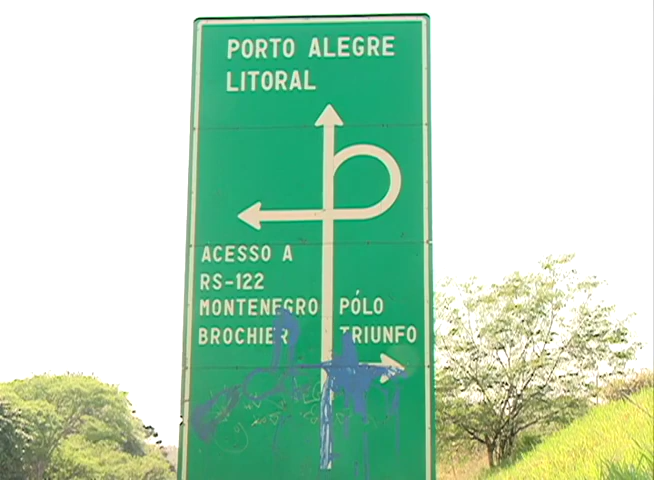 PORTO ALEGRE
LITORAL
ACESSO A
RS-122
MONTENEGRO
BROCHIER
PÓLO
TRIUNFO